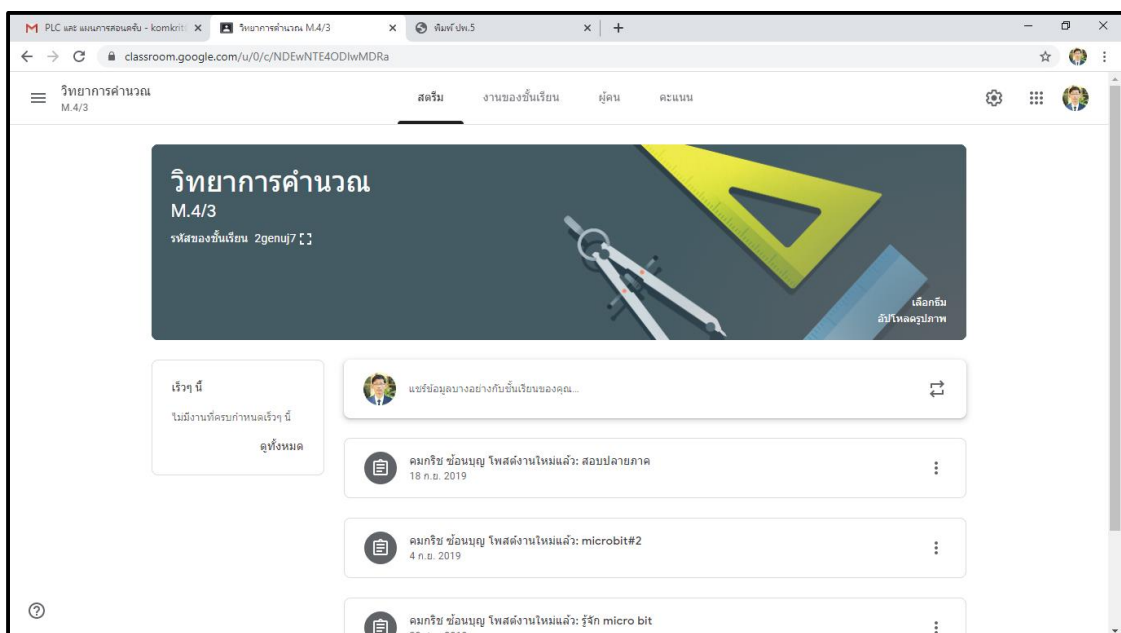 PLC และ แผนการสอนครับ - komkrit
วิทยาการคำนวณ M.4/3
พิมพ์ ปพ.5
classroom.google.com/u/0/c/NDEwNTE4ODIwMDRa
วิทยาการคำนวณ
M.4/3
สตรีม
งานของชั้นเรียน
ผู้คน
คะแนน
วิทยาการคำนวณ
M.4/3
รหัสของชั้นเรียน 2genuj7
เลือกธีม
อัปโหลดรูปภาพ
เร็วๆ นี้
ไม่มีงานที่ครบกำหนดเร็วๆ นี้
ดูทั้งหมด
แชร์ข้อมูลบางอย่างกับชั้นเรียนของคุณ...
คมกริช ซ้อนบุญ โพสต์งานใหม่แล้ว: สอบปลายภาค
18 ก.ย. 2019
คมกริช ซ้อนบุญ โพสต์งานใหม่แล้ว: microbit#2
4 ก.ย. 2019
คมกริช ซ้อนบุญ โพสต์งานใหม่แล้ว: รู้จัก micro bit